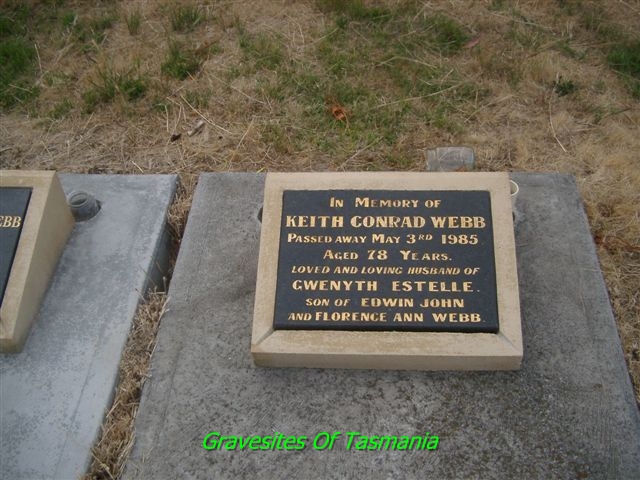 IN MEMORY OF
KEITH CONRAD WEBB
PASSED AWAY MAY 3RD 1985
AGED 78 YEARS.
LOVED AND LOVING HUSBAND OF
GWENYTH ESTELLE.
SON OF EDWIN JOHN
AND FLORENCE ANN WEBB.
EBB
Gravesites Of Tasmania